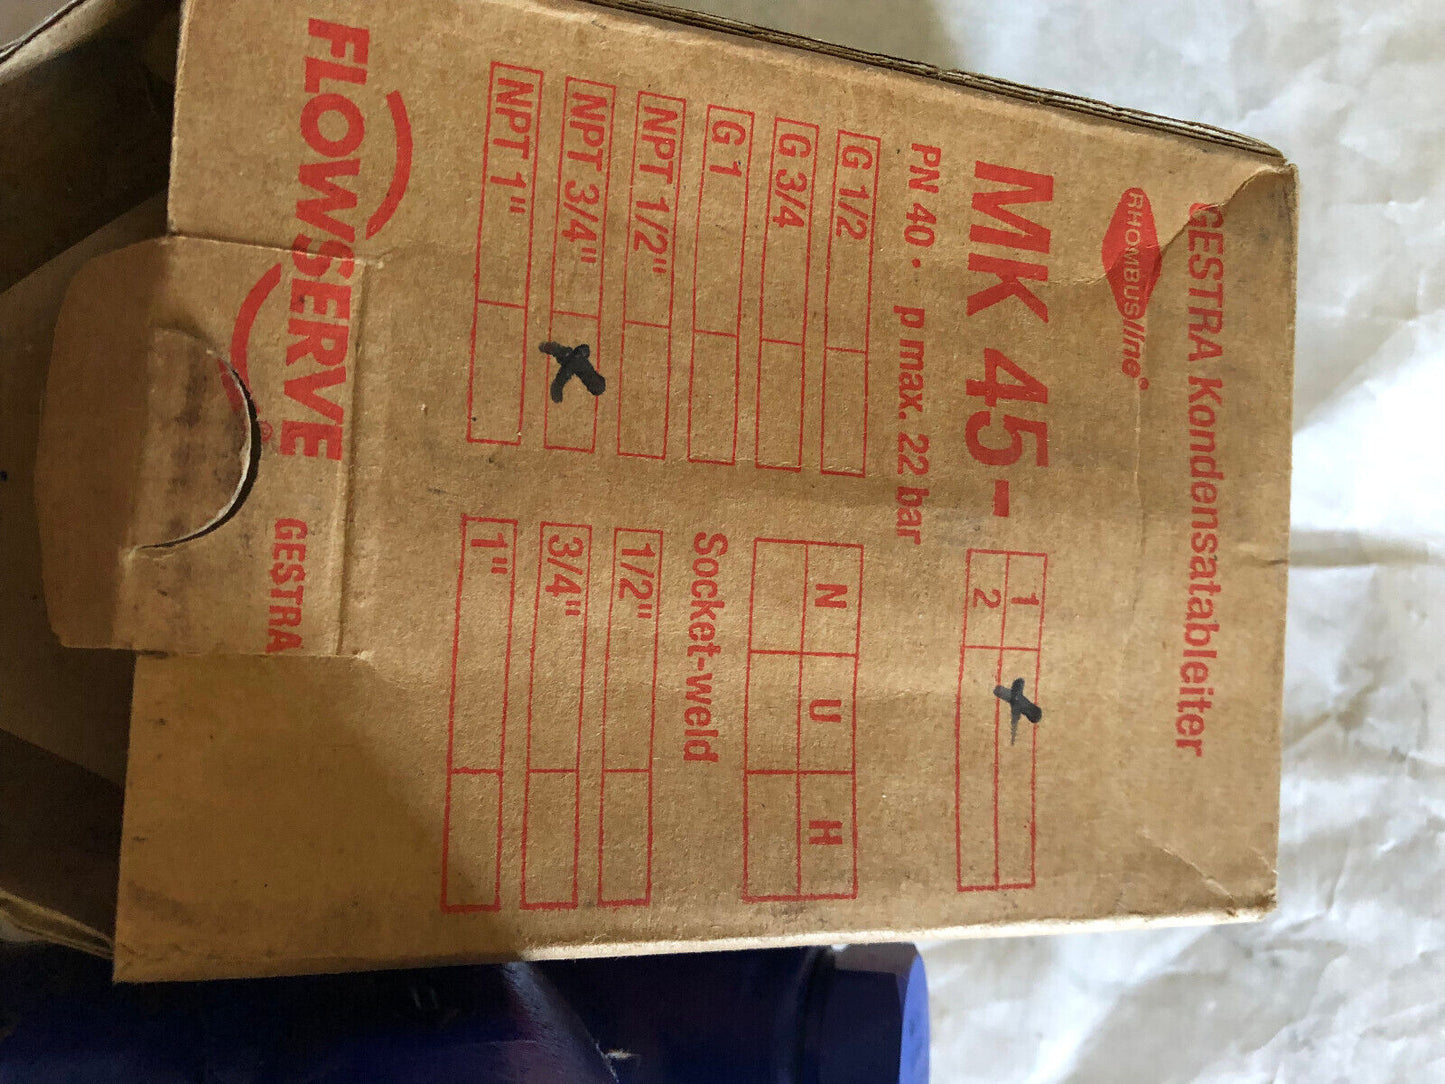 GESTRA Kondensatableiter
RHOMBUSline®
MK 45-
1
2
PN 40 · p max. 22 bar
G 1/2
G 3/4
G 1
NPT 1/2"
NPT 3/4"
NPT 1"
N U H
Socket-weld
1/2"
3/4"
1"
FLOWSERVE®
GESTRA